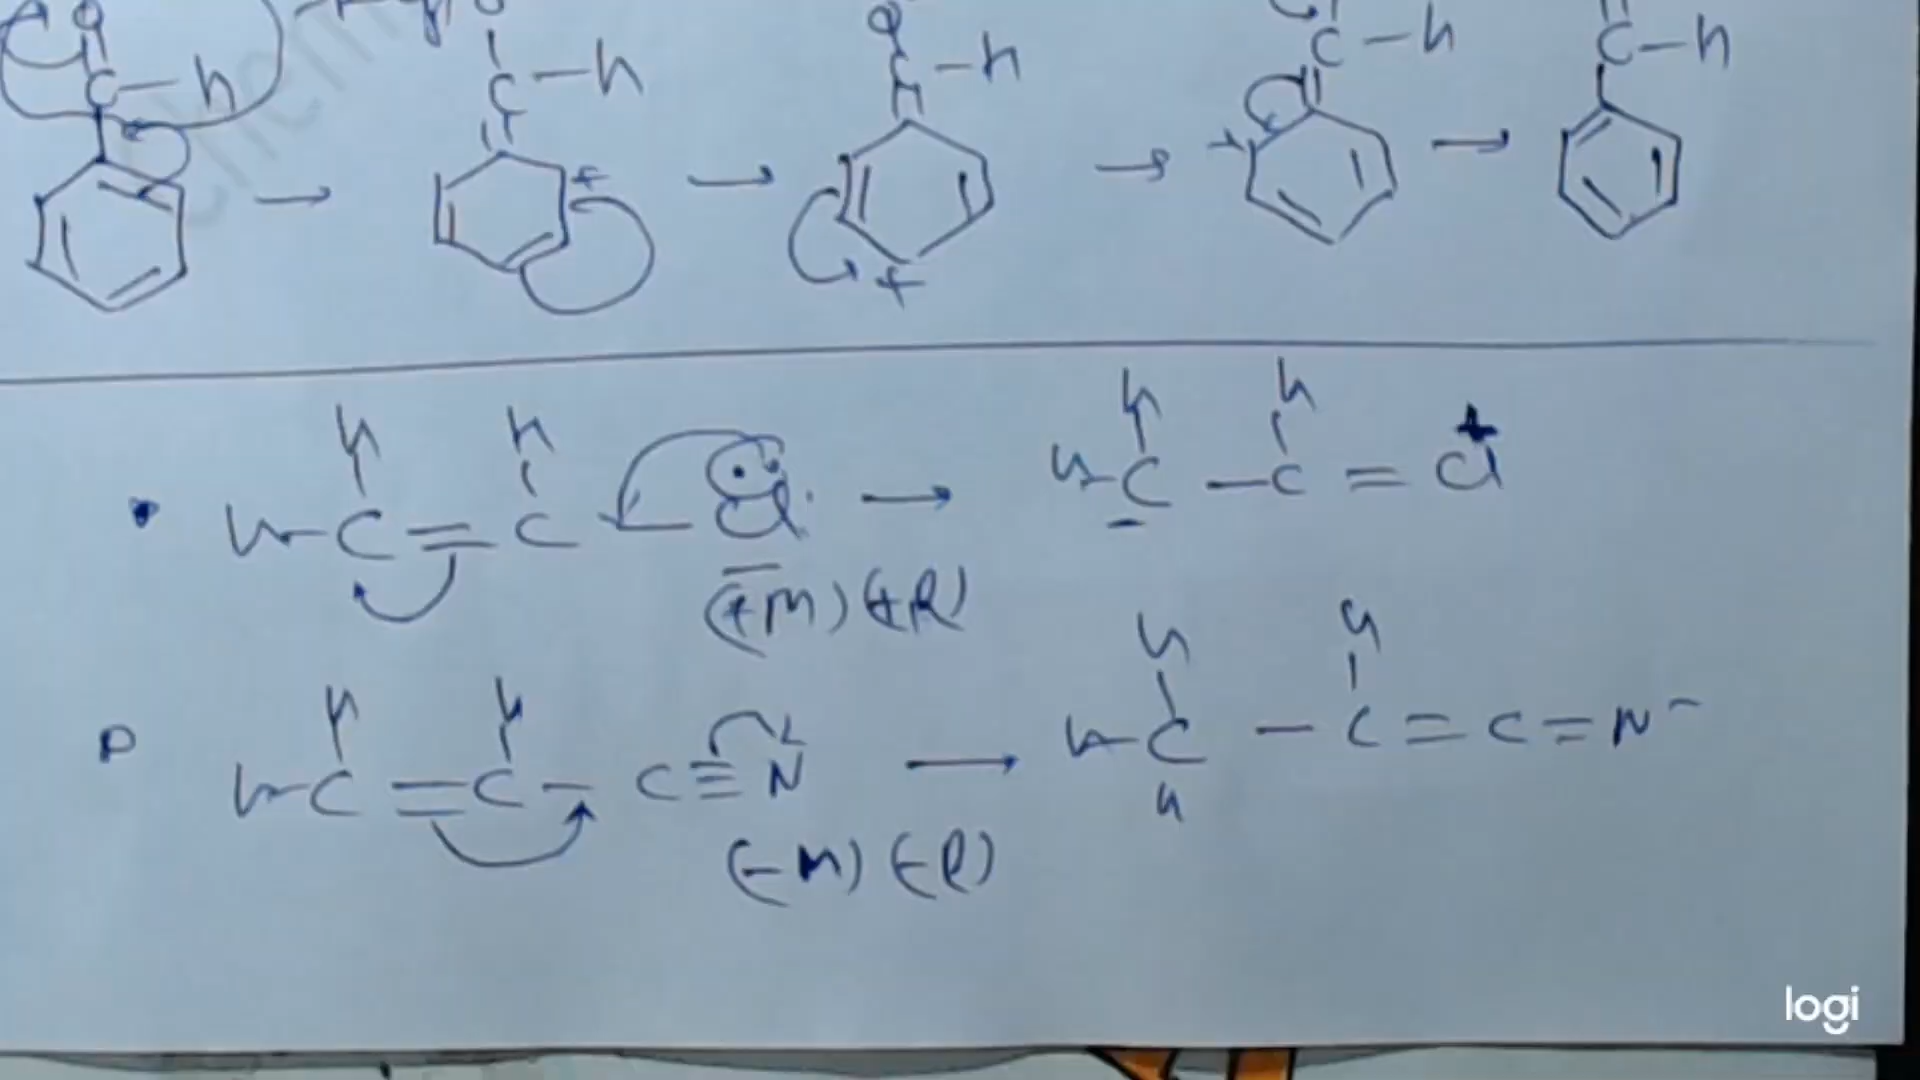 O
C — H
C — H
C — H
C — H
C — H
+
+
+
→ → → →
H H
H — C = C — Cl → H — C — C = Cl
H H
+
-
(+M) (+R)
H H
H — C = C — C ≡ N → H — C — C = C = N⁻
H H
H
(-M) (-R)
logi